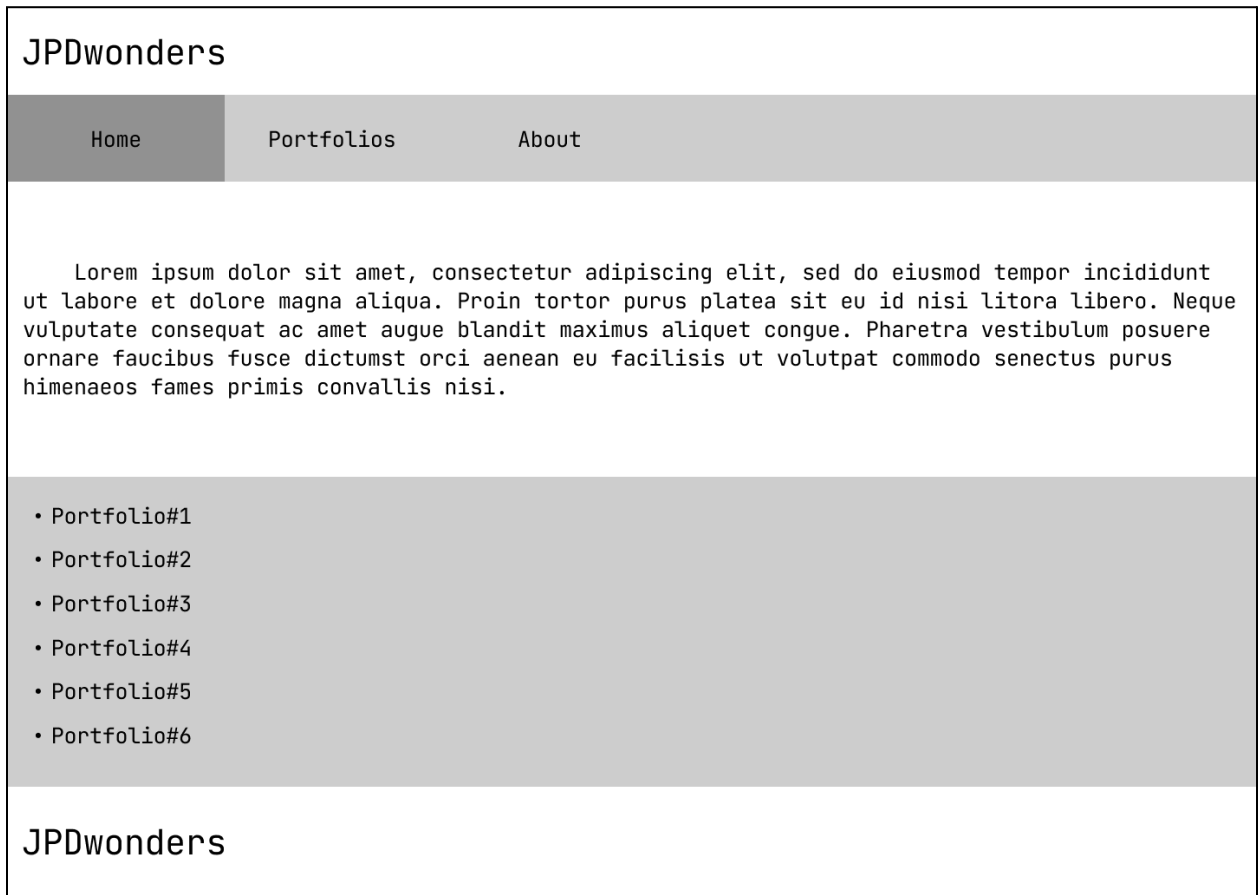 JPDwonders
Home Portfolios About
Lorem ipsum dolor sit amet, consectetur adipiscing elit, sed do eiusmod tempor incididunt
ut labore et dolore magna aliqua. Proin tortor purus platea sit eu id nisi litora libero. Neque
vulputate consequat ac amet augue blandit maximus aliquet congue. Pharetra vestibulum posuere
ornare faucibus fusce dictumst orci aenean eu facilisis ut volutpat commodo senectus purus
himenaeos fames primis convallis nisi.
• Portfolio#1
• Portfolio#2
• Portfolio#3
• Portfolio#4
• Portfolio#5
• Portfolio#6
JPDwonders